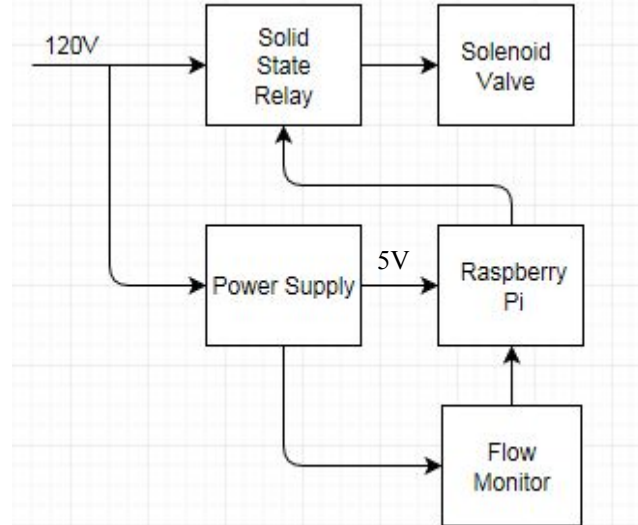 120V
Solid
State
Relay
Solenoid
Valve
Power Supply
5V
Raspberry
Pi
Flow
Monitor